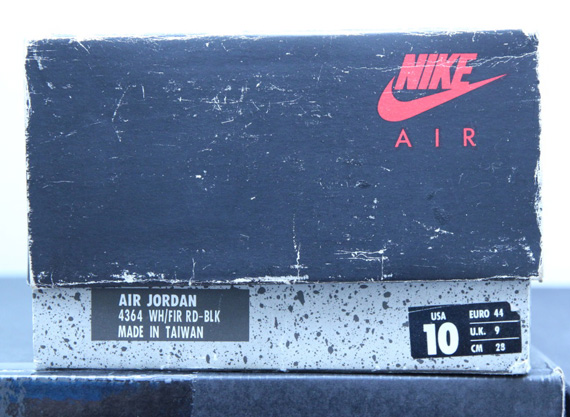 NIKE
AIR
AIR JORDAN
4364 WH/FIR RD-BLK
MADE IN TAIWAN
USA
10
EURO 44
U.K. 9
CM 28